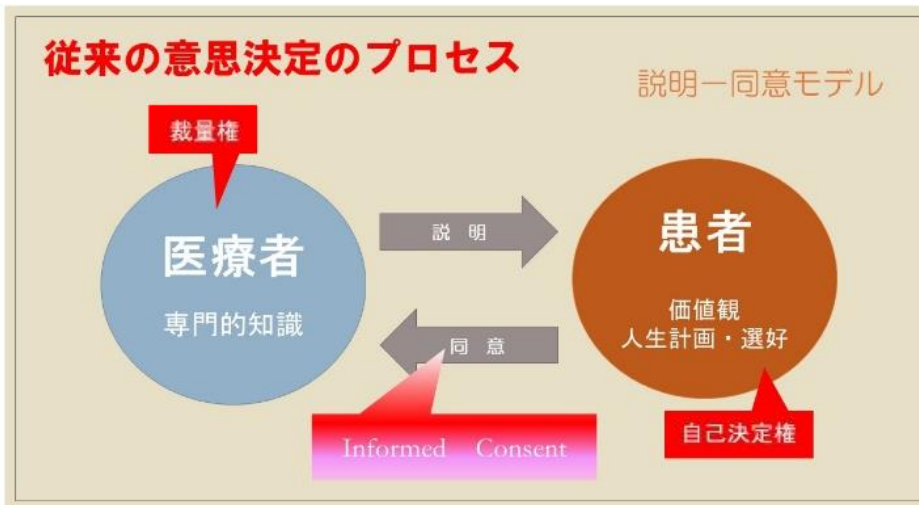 従来の意思決定のプロセス
説明－同意モデル
裁量権
医療者
専門的知識
説 明
同 意
Informed Consent
患者
価値観
人生計画・選好
自己決定権